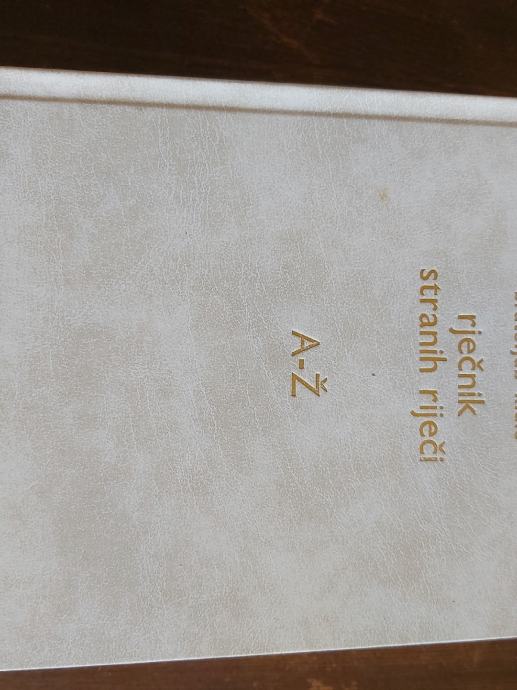 rječnik
stranih riječi
A-Ž